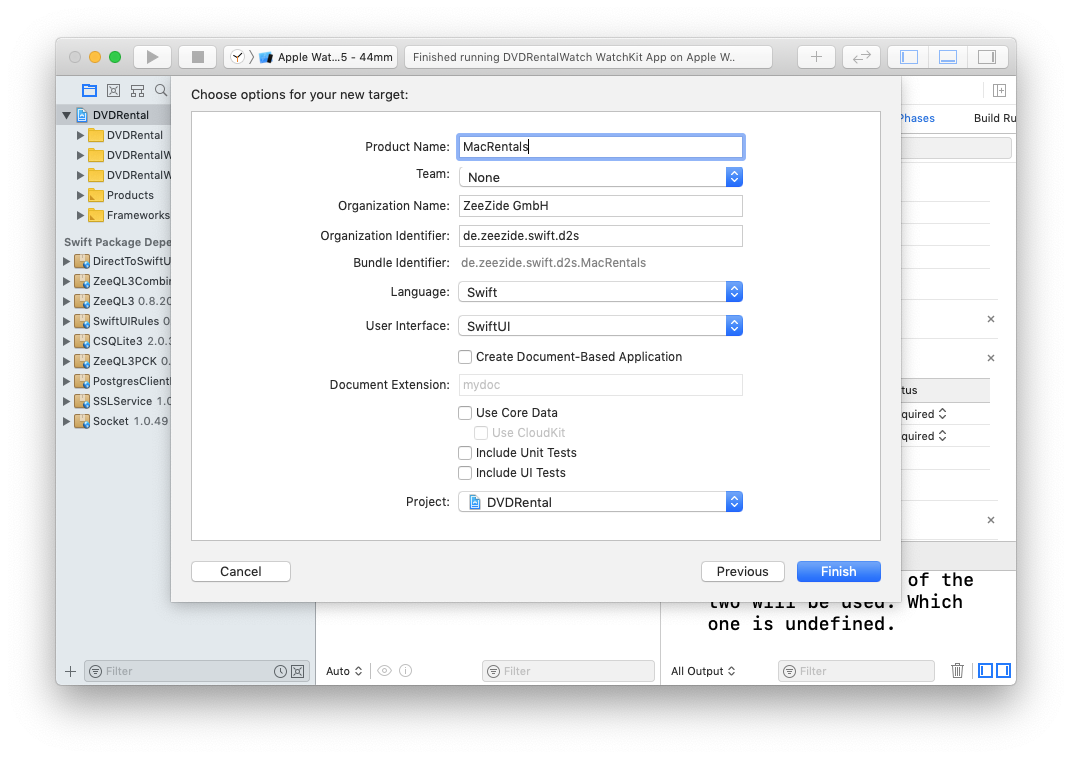 Apple Wat...5 - 44mm
Finished running DVDRentalWatch WatchKit App on Apple W..
Choose options for your new target:
DVDRental
DVDRental
DVDRentalW
DVDRentalW
Products
Frameworks
Swift Package Depe
DirectToSwiftU
ZeeQL3Combin
ZeeQL3 0.8.20
SwiftUIRules 0
CSQLite3 2.0.3
ZeeQL3PCK 0.
PostgresClientl
SSLService 1.0
Socket 1.0.49
Product Name: MacRentals
Team: None
Organization Name: ZeeZide GmbH
Organization Identifier: de.zeezide.swift.d2s
Bundle Identifier: de.zeezide.swift.d2s.MacRentals
Language: Swift
User Interface: SwiftUI
Create Document-Based Application
Document Extension: mydoc
Use Core Data
Use CloudKit
Include Unit Tests
Include UI Tests
Project: DVDRental
Cancel
Previous
Finish
Phases
Build Ru
tus
quired
quired
of the
two will be used. Which
one is undefined.
Filter
Auto
Filter
All Output
Filter